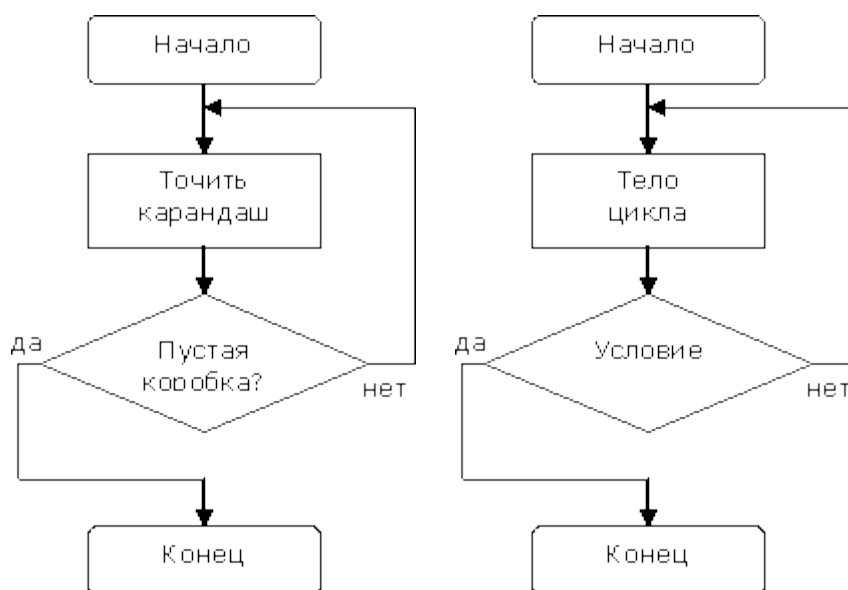 Начало
Точить
карандаш
Пустая
коробка?
да
нет
Конец
Начало
Тело
цикла
Условие
да
нет
Конец